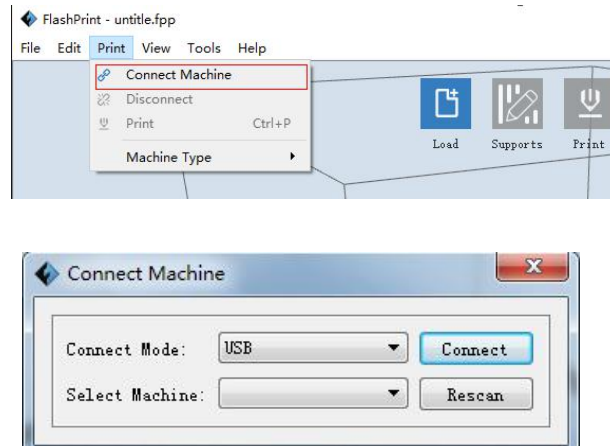 FlashPrint - untitle.fpp
File Edit Print View Tools Help
Connect Machine
Disconnect
Print Ctrl+P
Machine Type
Load Supports Print
Connect Machine
Connect Mode: USB Connect
Select Machine: Rescan